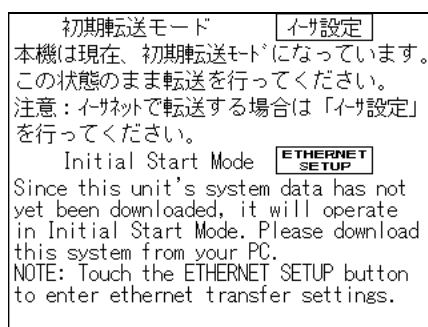 初期転送モード イーサ設定
本機は現在、初期転送モードになっています。
この状態のまま転送を行ってください。
注意：イーサネットで転送する場合は「イーサ設定」
を行ってください。
Initial Start Mode ETHERNET SETUP
Since this unit's system data has not
yet been downloaded, it will operate
in Initial Start Mode. Please download
this system from your PC.
NOTE: Touch the ETHERNET SETUP button
to enter ethernet transfer settings.